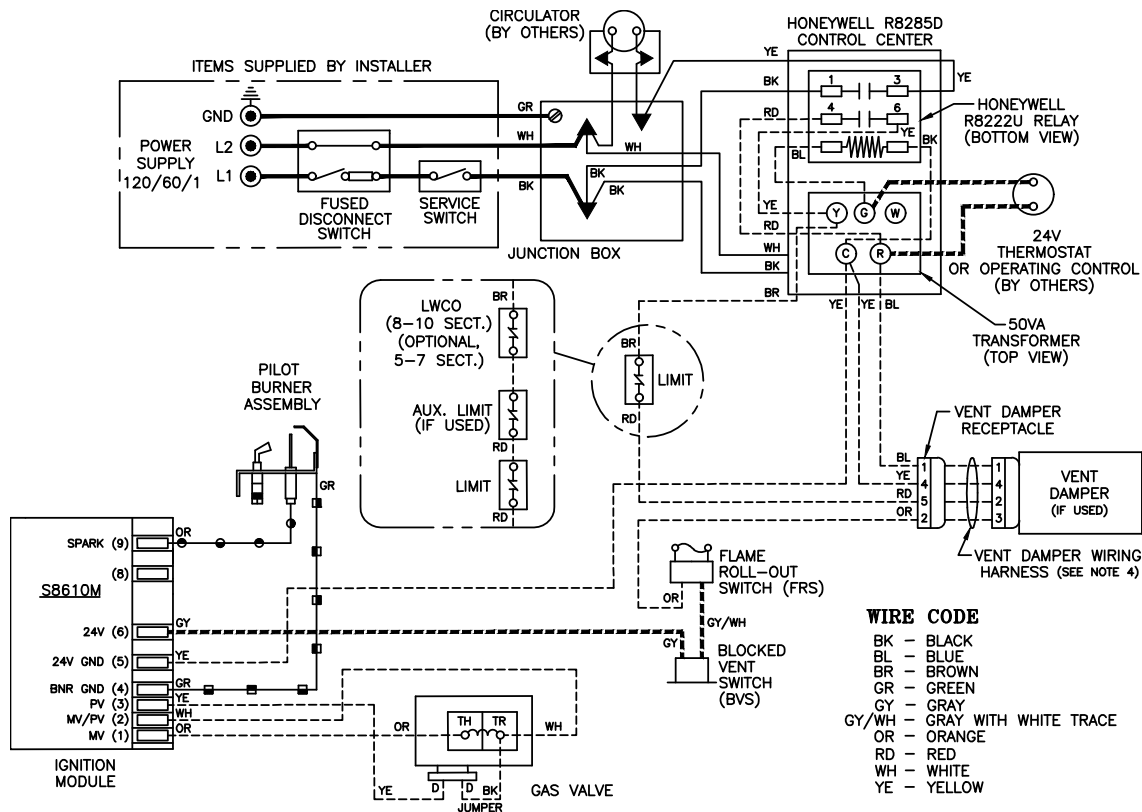 CIRCULATOR
(BY OTHERS)
HONEYWELL R8285D
CONTROL CENTER
ITEMS SUPPLIED BY INSTALLER
GND
L2
L1
POWER
SUPPLY
120/60/1
FUSED
DISCONNECT
SWITCH
SERVICE
SWITCH
GR
WH
BK
WH
BK
BK
JUNCTION BOX
YE
BK
YE
RD
1
3
4
6
YE
BK
BL
HONEYWELL
R8222U RELAY
(BOTTOM VIEW)
YE
RD
Y
G
W
C
R
WH
BK
BR
YE
YE
BL
24V
THERMOSTAT
OR OPERATING CONTROL
(BY OTHERS)
50VA
TRANSFORMER
(TOP VIEW)
BR
LWCO
(8-10 SECT.)
(OPTIONAL,
5-7 SECT.)
AUX. LIMIT
(IF USED)
RD
LIMIT
RD
BR
LIMIT
RD
PILOT
BURNER
ASSEMBLY
GR
VENT DAMPER
RECEPTACLE
BL
YE
RD
OR
1
4
5
2
1
4
2
3
VENT
DAMPER
(IF USED)
VENT DAMPER WIRING
HARNESS (SEE NOTE 4)
SPARK (9)
OR
(8)
S8610M
24V (6)
GY
24V GND (5)
YE
BNR GND (4)
GR
PV (3)
YE
MV/PV (2)
WH
MV (1)
OR
IGNITION
MODULE
FLAME
ROLL-OUT
SWITCH (FRS)
OR
GY/WH
GY
BLOCKED
VENT
SWITCH
(BVS)
OR
TH
TR
WH
YE
D
D
BK
JUMPER
GAS VALVE
WIRE CODE
BK - BLACK
BL - BLUE
BR - BROWN
GR - GREEN
GY - GRAY
GY/WH - GRAY WITH WHITE TRACE
OR - ORANGE
RD - RED
WH - WHITE
YE - YELLOW